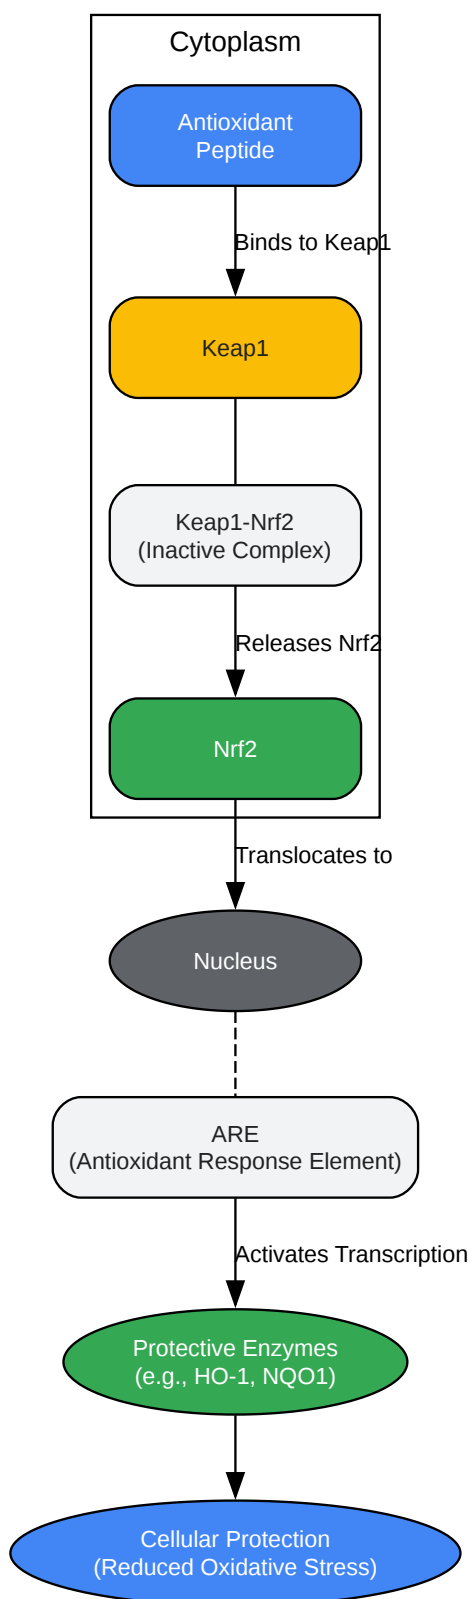 Cytoplasm
Antioxidant
Peptide
Binds to Keap1
Keap1
Keap1-Nrf2
(Inactive Complex)
Releases Nrf2
Nrf2
Translocates to
Nucleus
ARE
(Antioxidant Response Element)
Activates Transcription
Protective Enzymes
(e.g., HO-1, NQO1)
Cellular Protection
(Reduced Oxidative Stress)